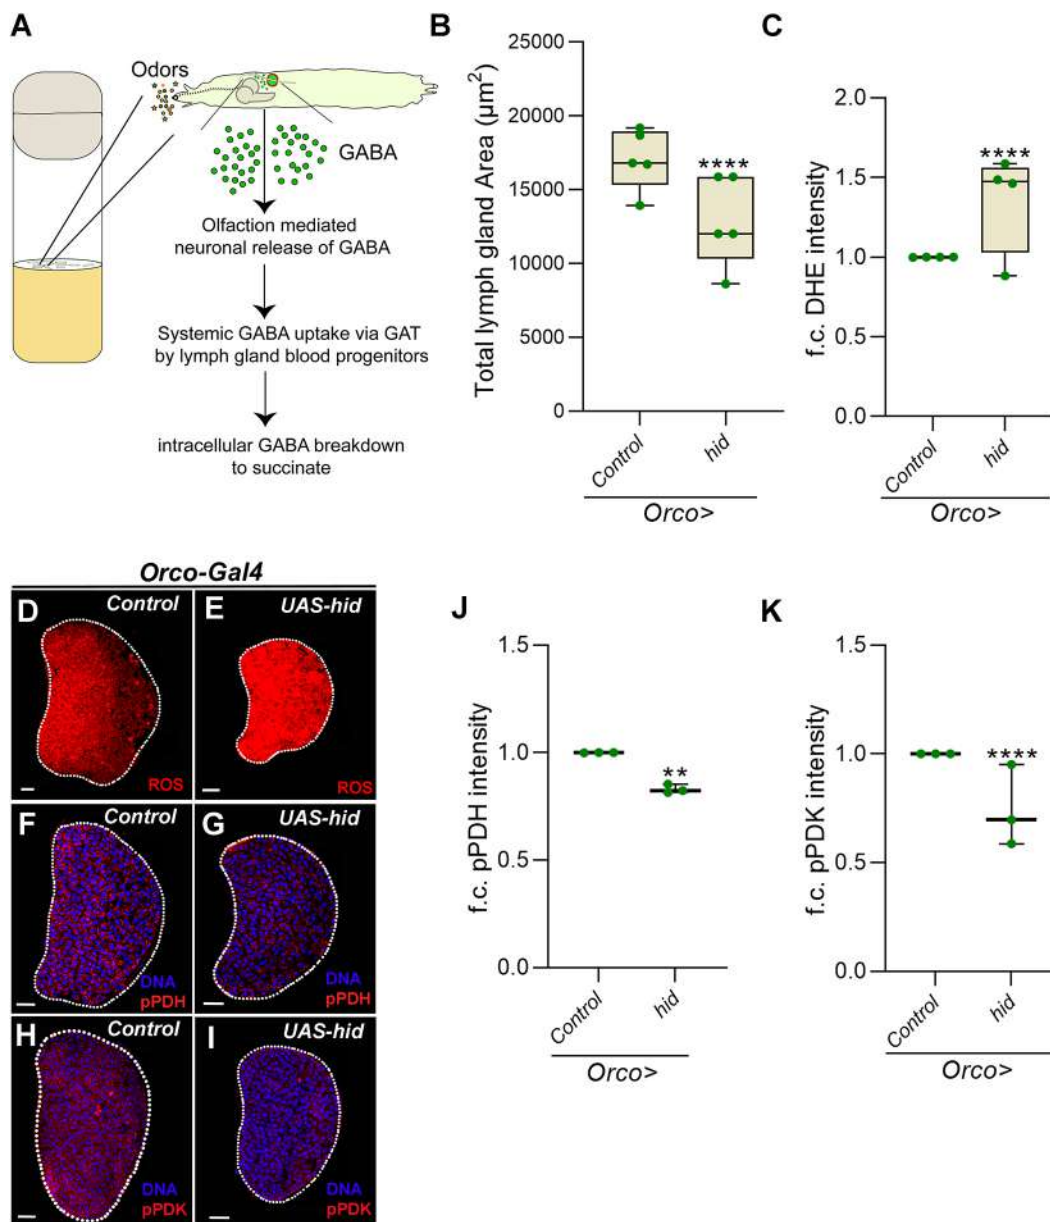 A
Odors
GABA
Olfaction mediated
neuronal release of GABA
Systemic GABA uptake via GAT
by lymph gland blood progenitors
intracellular GABA breakdown
to succinate
B
Total lymph gland Area (µm²)
25000
20000
15000
10000
5000
0
****
Control
hid
Orco>
C
f.c. DHE intensity
2.0
1.5
1.0
0.5
0.0
****
Control
hid
Orco>
Orco-Gal4
D
Control
ROS
E
UAS-hid
ROS
F
Control
DNA
pPDH
G
UAS-hid
DNA
pPDH
H
Control
DNA
pPDK
I
UAS-hid
DNA
pPDK
J
f.c. pPDH intensity
1.5
1.0
0.5
0.0
**
Control
hid
Orco>
K
f.c. pPDK intensity
1.5
1.0
0.5
0.0
****
Control
hid
Orco>